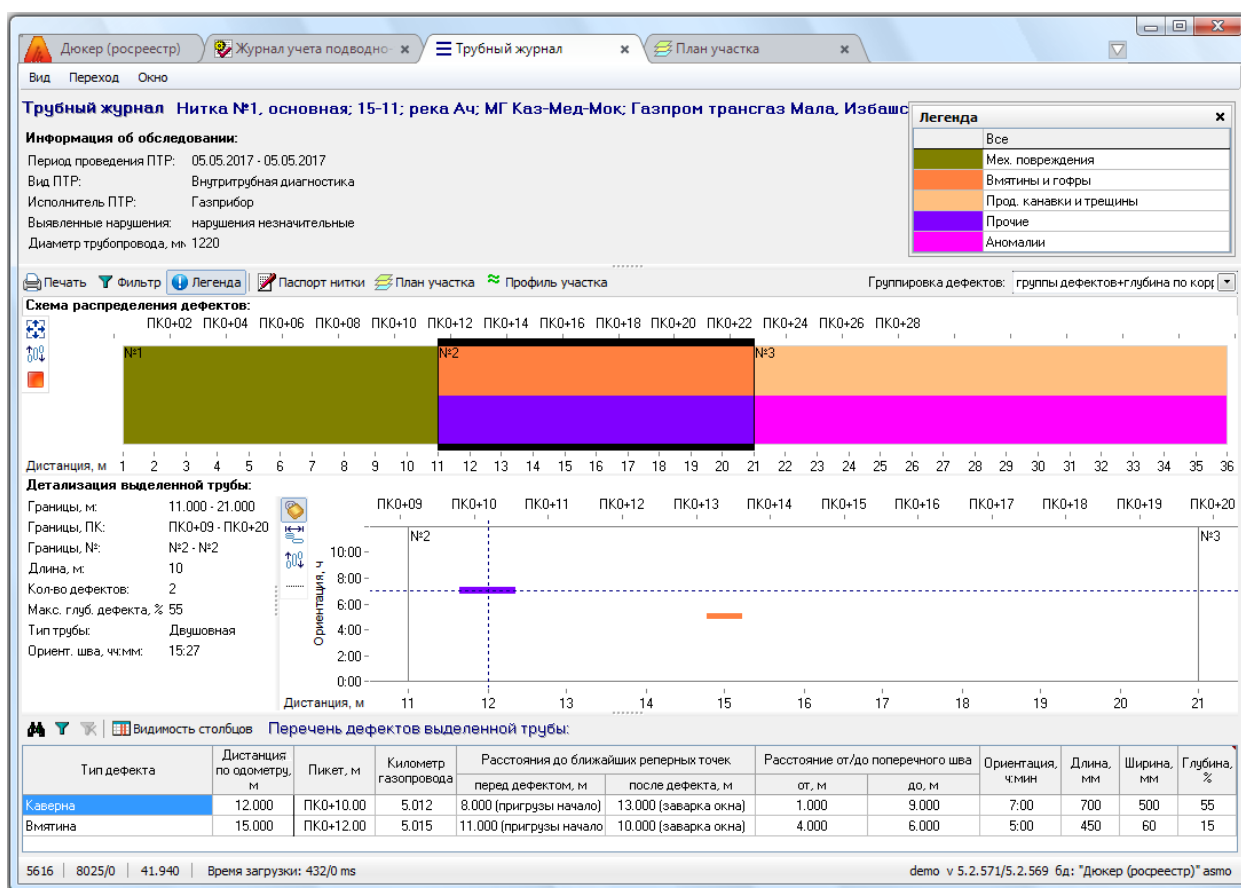 Дюкер (росреестр) Журнал учета подводно- Трубный журнал План участка
Вид Переход Окно
Трубный журнал Нитка №1, основная; 15-11; река Ач; МГ Каз-Мед-Мок; Газпром трансгаз Мала, Избашс
Информация об обследовании:
Период проведения ПТР: 05.05.2017 - 05.05.2017
Вид ПТР: Внутритрубная диагностика
Исполнитель ПТР: Газприбор
Выявленные нарушения: нарушения незначительные
Диаметр трубопровода, мм 1220
Легенда
Все
Мех. повреждения
Вмятины и гофры
Прод. канавки и трещины
Прочие
Аномалии
Печать Фильтр Легенда Паспорт нитки План участка Профиль участка Группировка дефектов: группы дефектов+глубина по корр
Схема распределения дефектов:
ПК0+02 ПК0+04 ПК0+06 ПК0+08 ПК0+10 ПК0+12 ПК0+14 ПК0+16 ПК0+18 ПК0+20 ПК0+22 ПК0+24 ПК0+26 ПК0+28
№1 №2 №3
Дистанция, м 1 2 3 4 5 6 7 8 9 10 11 12 13 14 15 16 17 18 19 20 21 22 23 24 25 26 27 28 29 30 31 32 33 34 35 36
Детализация выделенной трубы:
Границы, м: 11.000 - 21.000
Границы, ПК: ПК0+09 - ПК0+20
Границы, №: №2 - №2
Длина, м: 10
Кол-во дефектов: 2
Макс. глуб. дефекта, % 55
Тип трубы: Двушовная
Ориент. шва, чч:мм: 15:27
ПК0+09 ПК0+10 ПК0+11 ПК0+12 ПК0+13 ПК0+14 ПК0+15 ПК0+16 ПК0+17 ПК0+18 ПК0+19 ПК0+20
№2 №3
Ориентация, ч
10:00
8:00
6:00
4:00
2:00
0:00
Дистанция, м 11 12 13 14 15 16 17 18 19 20 21
Видимость столбцов Перечень дефектов выделенной трубы:
Тип дефекта Дистанция по одометру, м Пикет, м Километр газопровода Расстояния до ближайших реперных точек Расстояние от/до поперечного шва Ориентация, ч:мин Длина, мм Ширина, мм Глубина, %
перед дефектом, м после дефекта, м от, м до, м
Каверна 12.000 ПК0+10.00 5.012 8.000 (пригрузы начало) 13.000 (заварка окна) 1.000 9.000 7:00 700 500 55
Вмятина 15.000 ПК0+12.00 5.015 11.000 (пригрузы начало 10.000 (заварка окна) 4.000 6.000 5:00 450 60 15
5616 8025/0 41.940 Время загрузки: 432/0 ms demo v 5.2.571/5.2.569 бд: "Дюкер (росреестр)" asmo